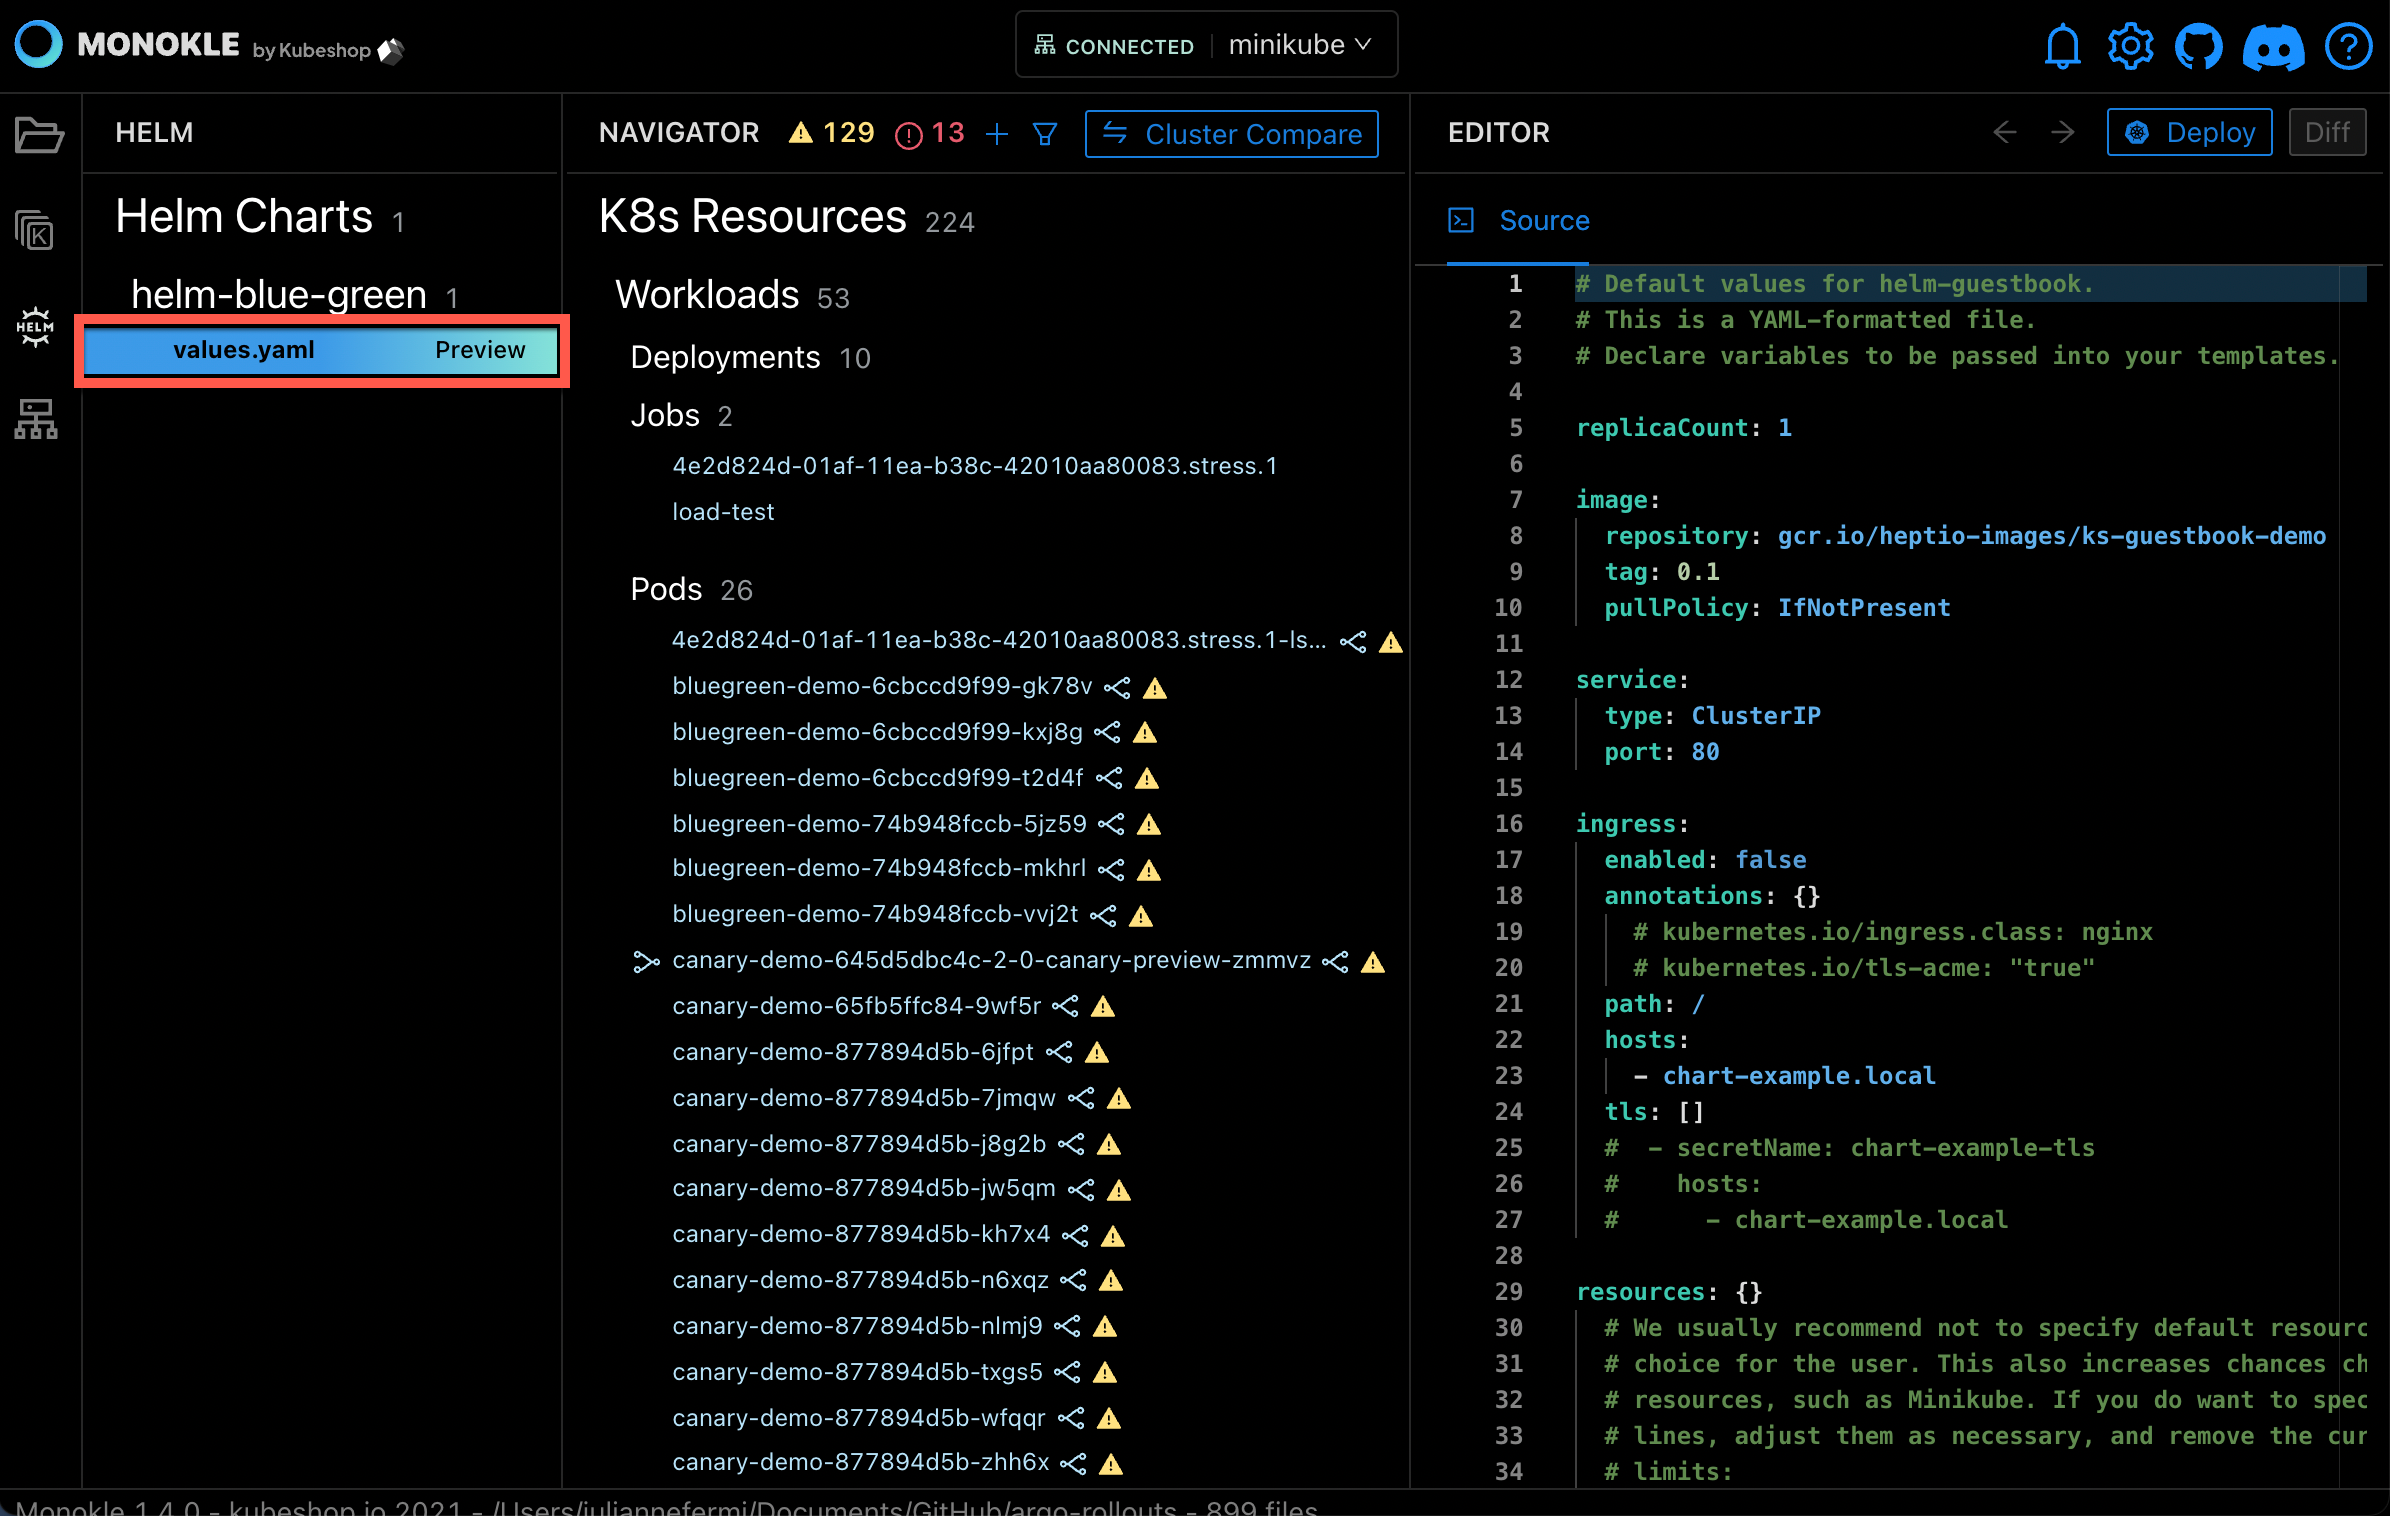 MONOKLE by Kubeshop
CONNECTED minikube
HELM
Helm Charts 1
helm-blue-green 1
values.yaml Preview
HELM
NAVIGATOR 129 13 Cluster Compare
K8s Resources 224
Workloads 53
Deployments 10
Jobs 2
4e2d824d-01af-11ea-b38c-42010aa80083.stress.1
load-test
Pods 26
4e2d824d-01af-11ea-b38c-42010aa80083.stress.1-ls...
bluegreen-demo-6cbccd9f99-gk78v
bluegreen-demo-6cbccd9f99-kxj8g
bluegreen-demo-6cbccd9f99-t2d4f
bluegreen-demo-74b948fccb-5jz59
bluegreen-demo-74b948fccb-mkhrl
bluegreen-demo-74b948fccb-vvj2t
canary-demo-645d5dbc4c-2-0-canary-preview-zmmvz
canary-demo-65fb5ffc84-9wf5r
canary-demo-877894d5b-6jfpt
canary-demo-877894d5b-7jmqw
canary-demo-877894d5b-j8g2b
canary-demo-877894d5b-jw5qm
canary-demo-877894d5b-kh7x4
canary-demo-877894d5b-n6xqz
canary-demo-877894d5b-nlmj9
canary-demo-877894d5b-txgs5
canary-demo-877894d5b-wfqqr
canary-demo-877894d5b-zhh6x
EDITOR Deploy Diff
Source
1 # Default values for helm-guestbook.
2 # This is a YAML-formatted file.
3 # Declare variables to be passed into your templates.
4
5 replicaCount: 1
6
7 image:
8 repository: gcr.io/heptio-images/ks-guestbook-demo
9 tag: 0.1
10 pullPolicy: IfNotPresent
11
12 service:
13 type: ClusterIP
14 port: 80
15
16 ingress:
17 enabled: false
18 annotations: {}
19 # kubernetes.io/ingress.class: nginx
20 # kubernetes.io/tls-acme: "true"
21 path: /
22 hosts:
23 - chart-example.local
24 tls: []
25 # - secretName: chart-example-tls
26 # hosts:
27 # - chart-example.local
28
29 resources: {}
30 # We usually recommend not to specify default resourc
31 # choice for the user. This also increases chances ch
32 # resources, such as Minikube. If you do want to spec
33 # lines, adjust them as necessary, and remove the cur
34 # limits:
Monokle 1.4.0 - kubeshop.io 2021 - /Users/juliannefermi/Documents/GitHub/argo-rollouts - 899 files